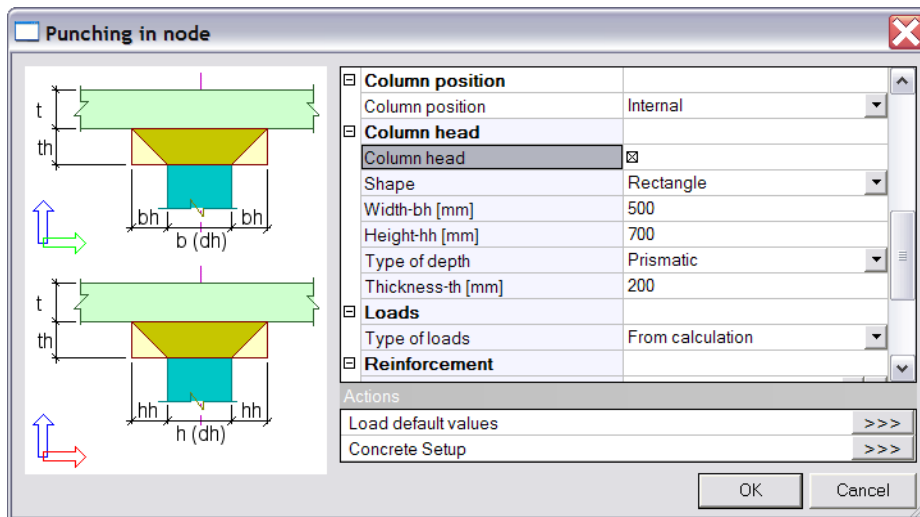 Punching in node
t
th
bh
bh
b (dh)
t
th
hh
hh
h (dh)
Column position
Column position Internal
Column head
Column head
Shape Rectangle
Width-bh [mm] 500
Height-hh [mm] 700
Type of depth Prismatic
Thickness-th [mm] 200
Loads
Type of loads From calculation
Reinforcement
Actions
Load default values >>>
Concrete Setup >>>
OK Cancel